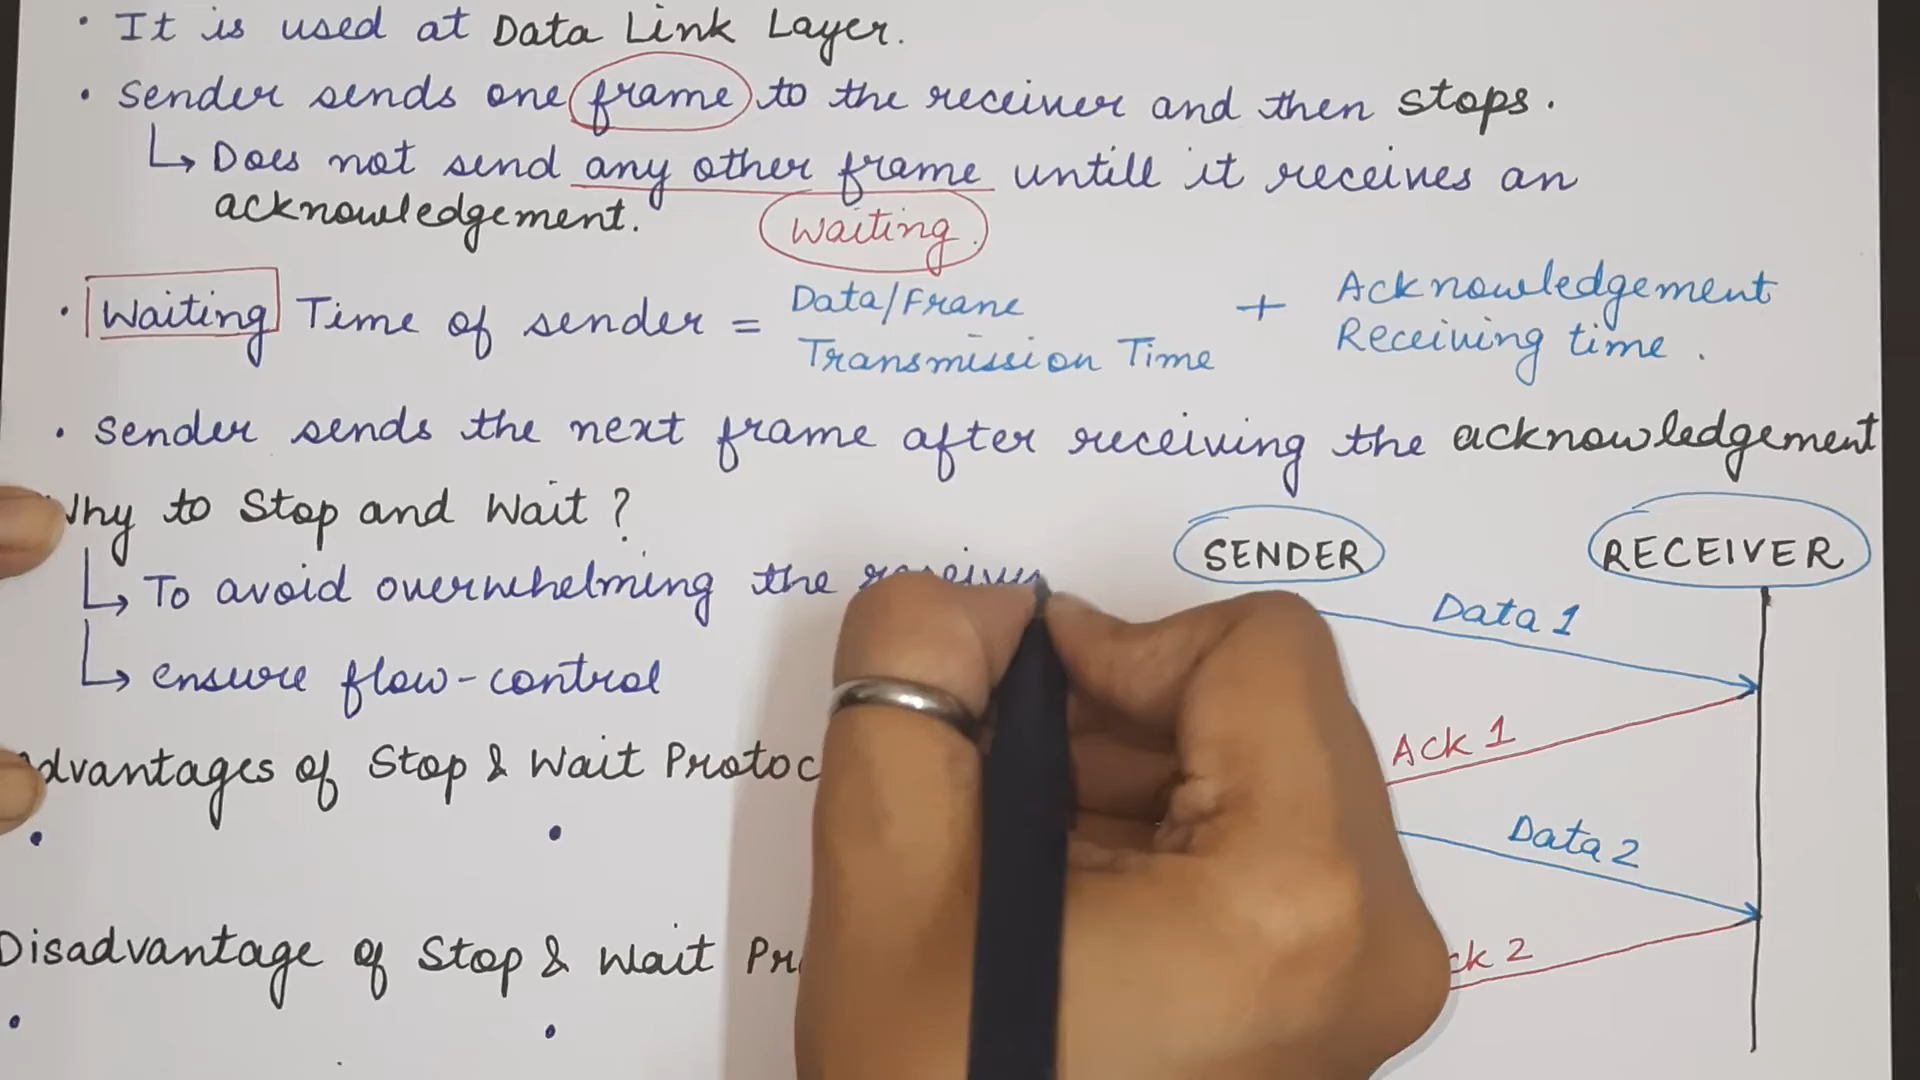 • It is used at Data Link Layer.
• Sender sends one frame to the receiver and then stops.
↳ Does not send any other frame untill it receives an
acknowledgement.
Waiting.
• Waiting Time of sender = Data/Frane Transmission Time + Acknowledgement Receiving time.
• Sender sends the next frame after receiving the acknowledgement
Why to Stop and Wait?
↳ To avoid overwhelming the
↳ ensure flow-control
SENDER
RECEIVER
Data 1
Ack 1
Data 2
ck 2
Advantages of Stop & Wait Protoc
Disadvantage of Stop & Wait Pr